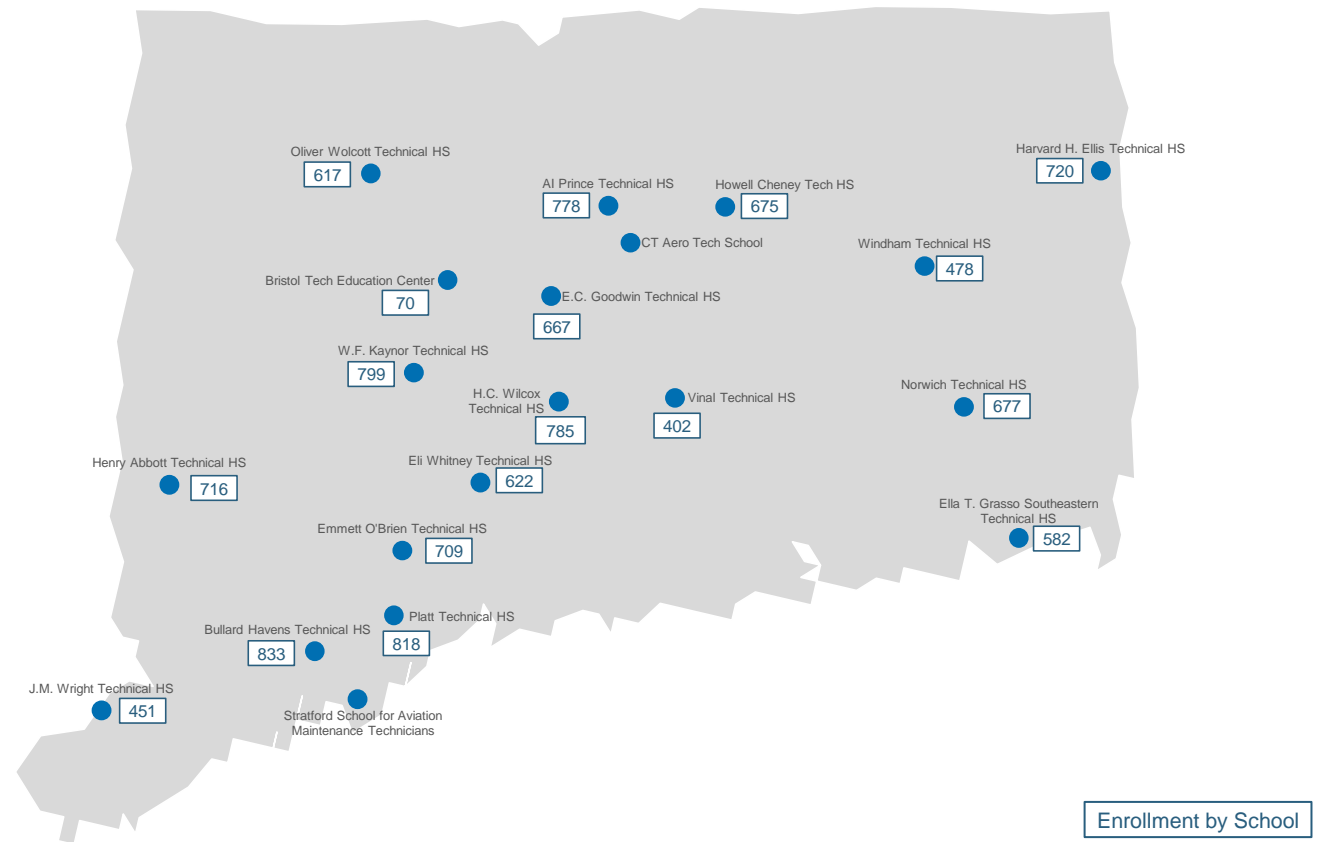 Oliver Wolcott Technical HS
617
Harvard H. Ellis Technical HS
720
AI Prince Technical HS
778
Howell Cheney Tech HS
675
CT Aero Tech School
Windham Technical HS
478
Bristol Tech Education Center
70
E.C. Goodwin Technical HS
667
W.F. Kaynor Technical HS
799
H.C. Wilcox
Technical HS
785
Vinal Technical HS
402
Norwich Technical HS
677
Henry Abbott Technical HS
716
Eli Whitney Technical HS
622
Ella T. Grasso Southeastern
Technical HS
582
Emmett O'Brien Technical HS
709
Platt Technical HS
818
Bullard Havens Technical HS
833
J.M. Wright Technical HS
451
Stratford School for Aviation
Maintenance Technicians
Enrollment by School